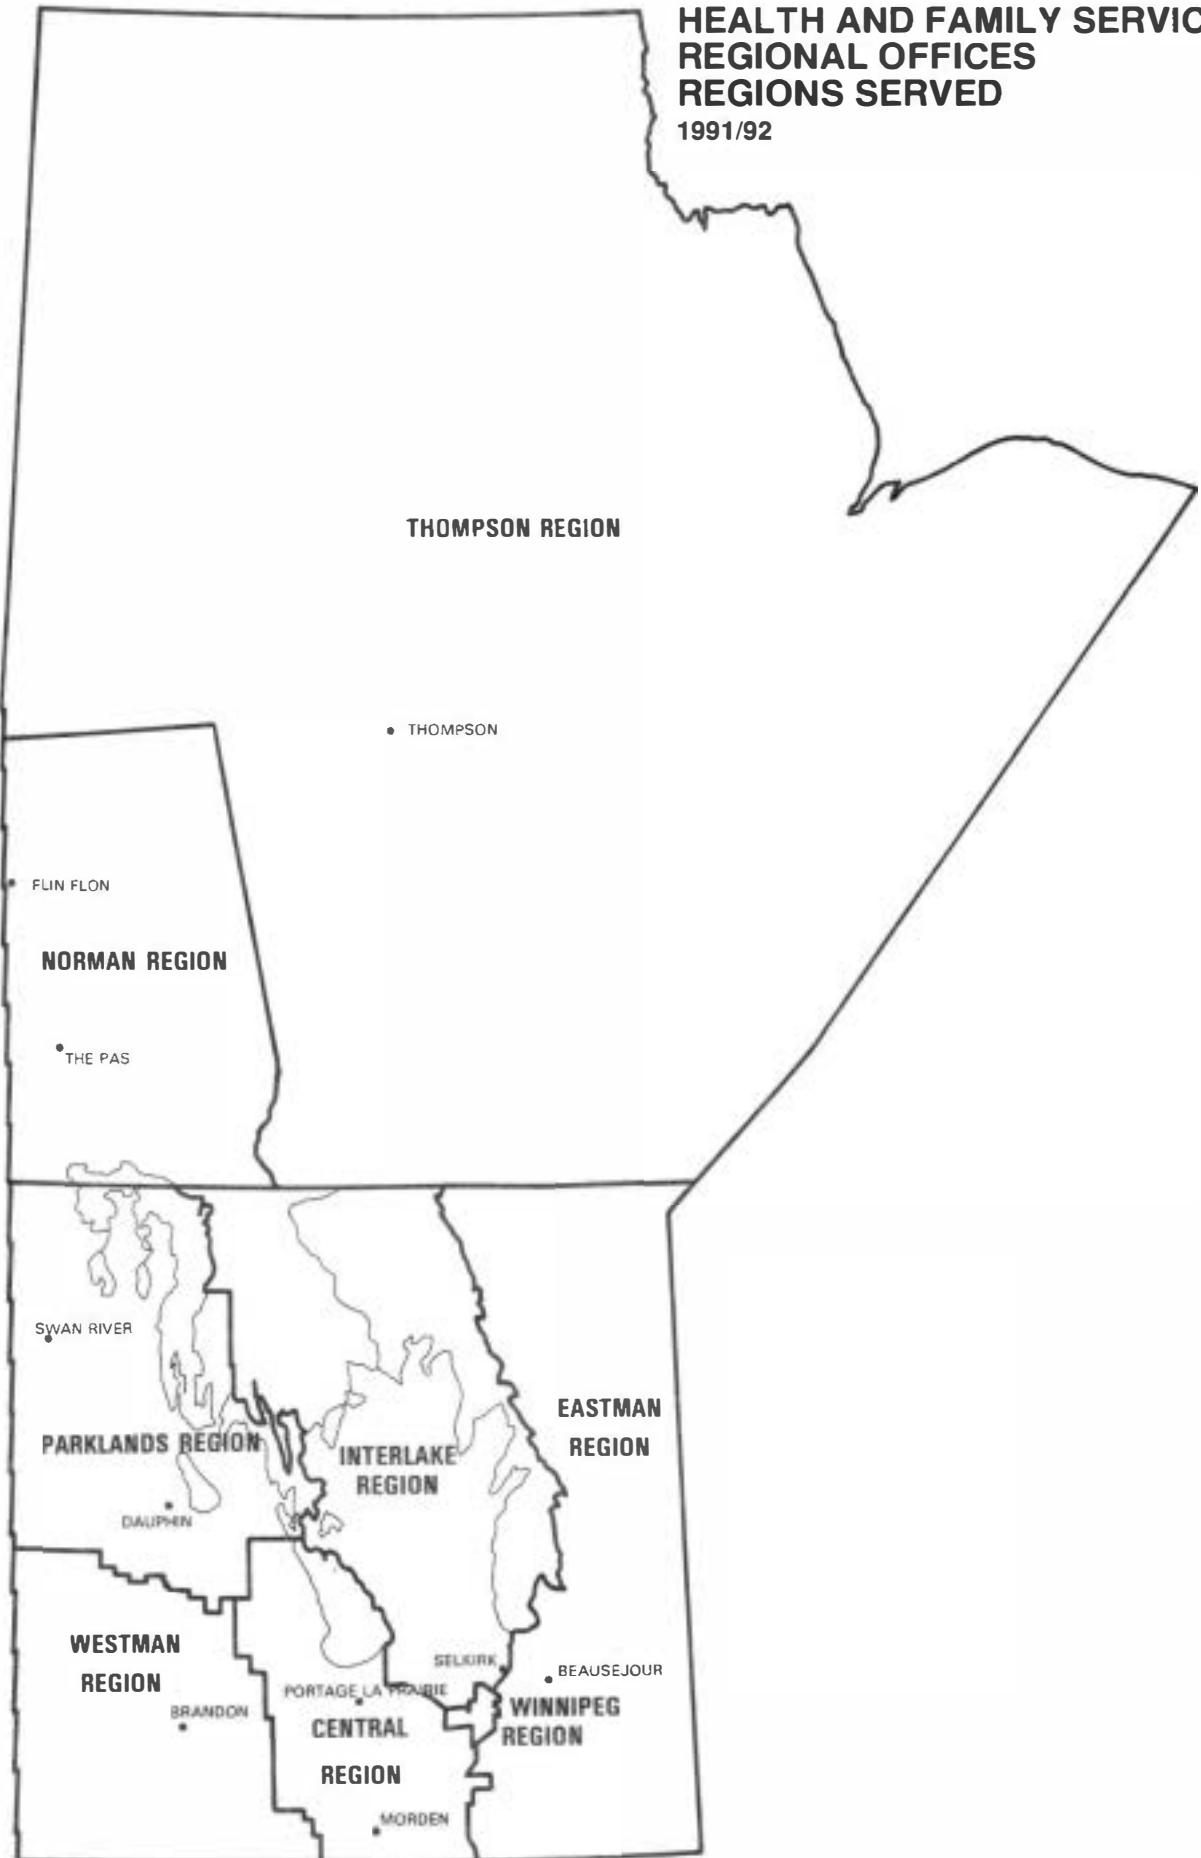 HEALTH AND FAMILY SERVIC
REGIONAL OFFICES
REGIONS SERVED
1991/92
THOMPSON REGION
THOMPSON
FLIN FLON
NORMAN REGION
THE PAS
SWAN RIVER
EASTMAN
REGION
PARKLANDS REGION
INTERLAKE
REGION
DAUPHIN
WESTMAN
REGION
SELKIRK
BEAUSEJOUR
PORTAGE LA PRAIRIE
BRANDON
WINNIPEG
REGION
CENTRAL
REGION
MORDEN